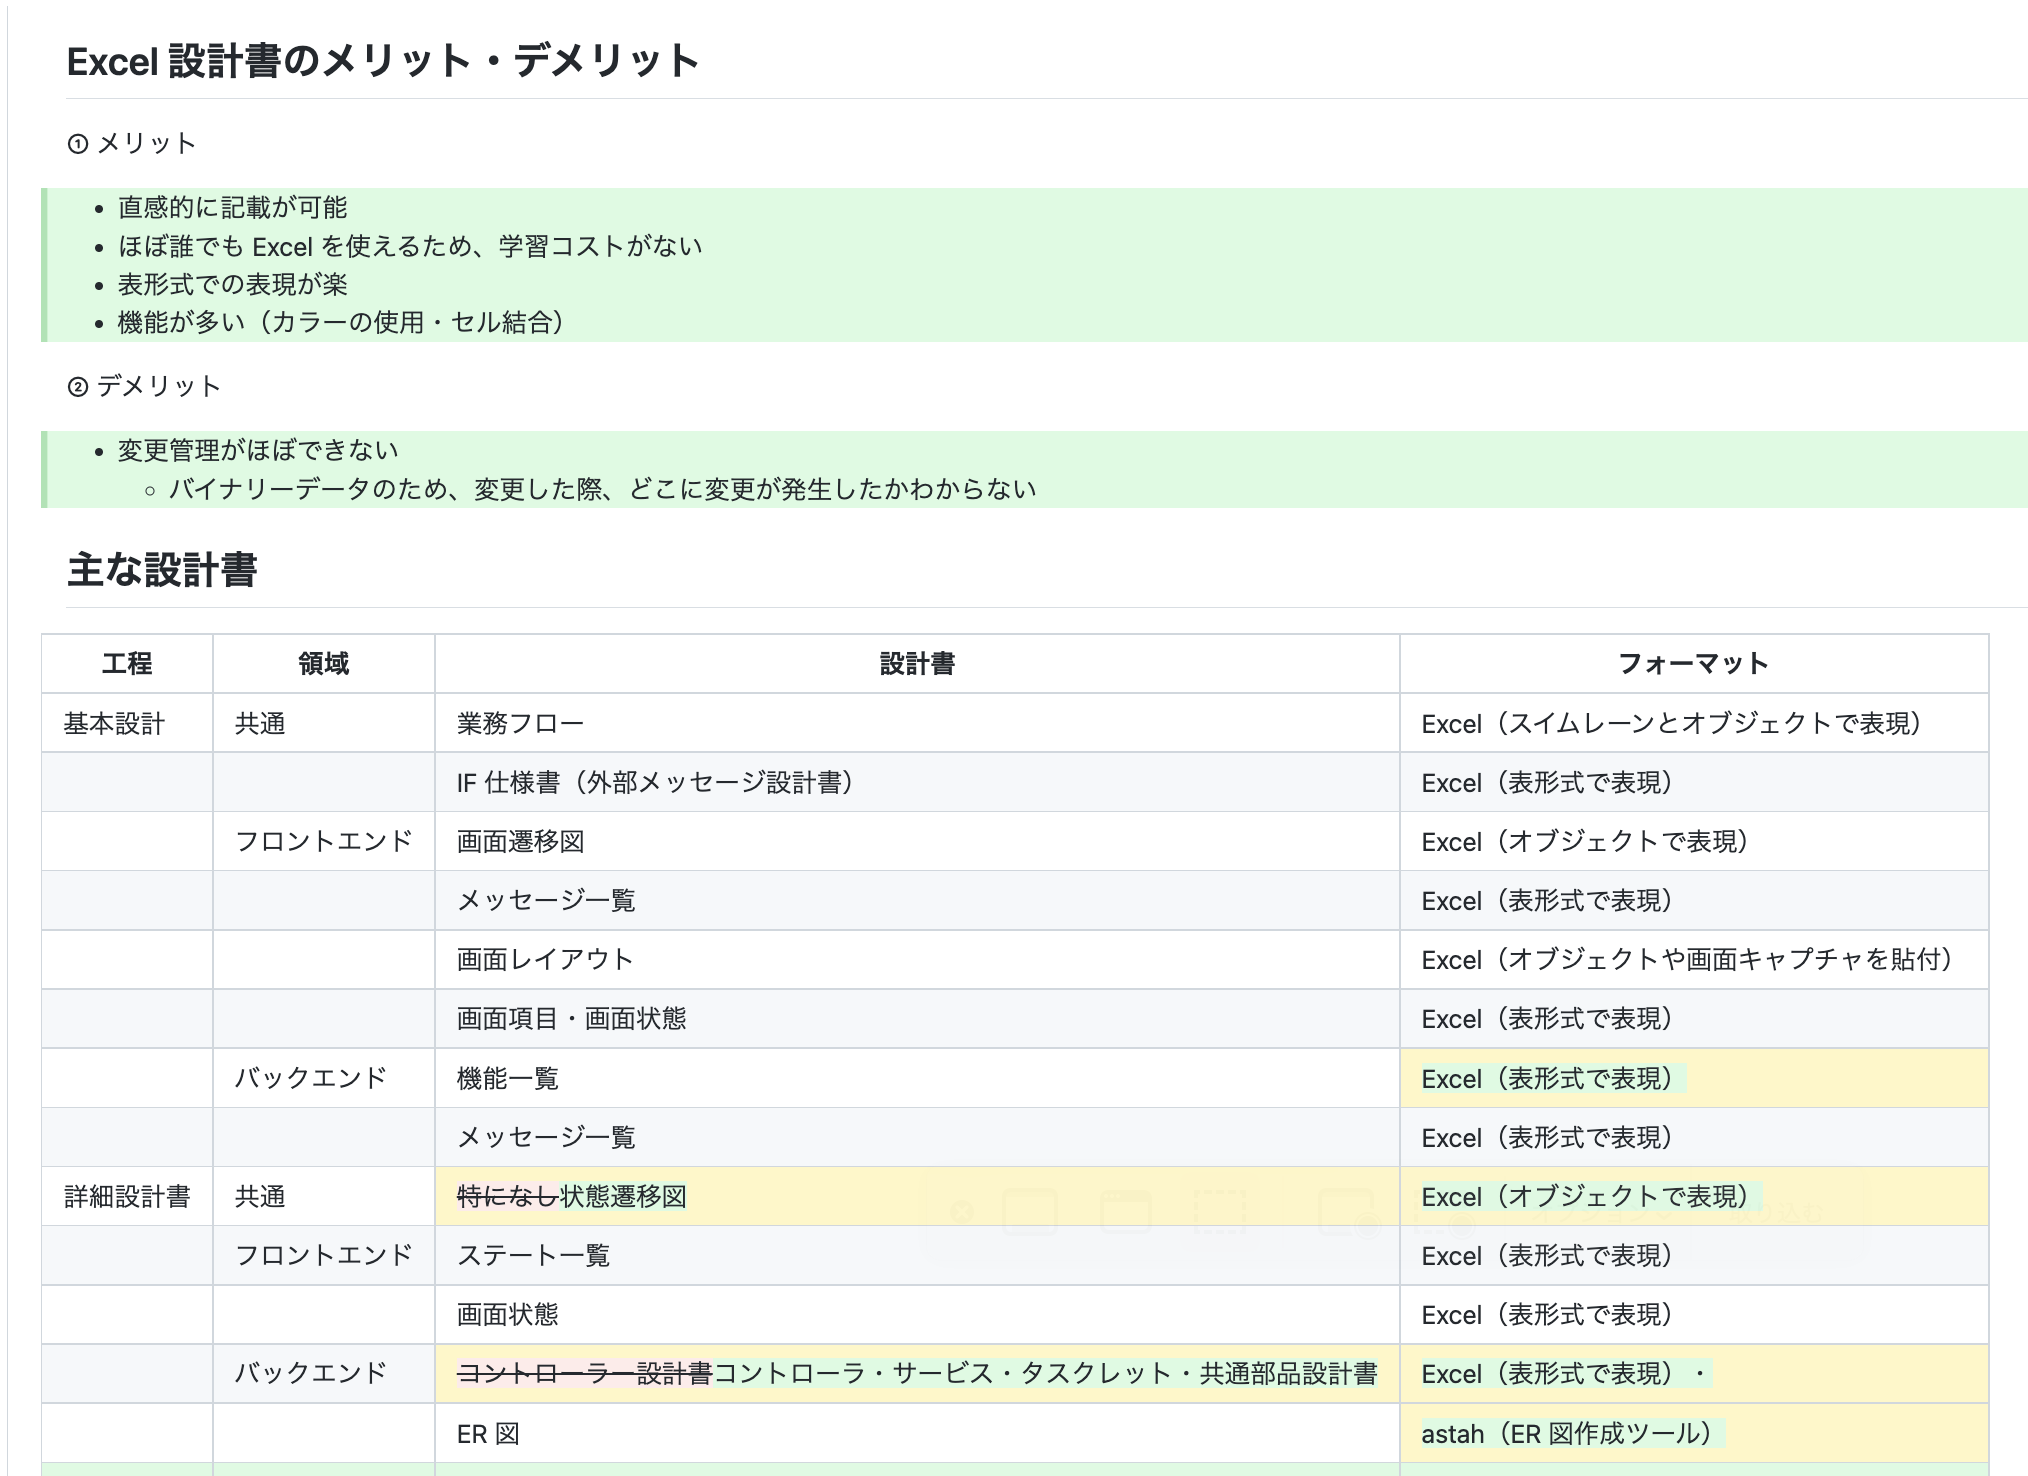 Excel 設計書のメリット・デメリット
① メリット
• 直感的に記載が可能
• ほぼ誰でも Excel を使えるため、学習コストがない
• 表形式での表現が楽
• 機能が多い（カラーの使用・セル結合）
② デメリット
• 変更管理がほぼできない
◦ バイナリーデータのため、変更した際、どこに変更が発生したかわからない
主な設計書
工程 領域 設計書 フォーマット
基本設計 共通 業務フロー Excel（スイムレーンとオブジェクトで表現）
IF 仕様書（外部メッセージ設計書） Excel（表形式で表現）
フロントエンド 画面遷移図 Excel（オブジェクトで表現）
メッセージ一覧 Excel（表形式で表現）
画面レイアウト Excel（オブジェクトや画面キャプチャを貼付）
画面項目・画面状態 Excel（表形式で表現）
バックエンド 機能一覧 Excel（表形式で表現）
メッセージ一覧 Excel（表形式で表現）
詳細設計書 共通 特になし状態遷移図 Excel（オブジェクトで表現）
フロントエンド ステート一覧 Excel（表形式で表現）
画面状態 Excel（表形式で表現）
バックエンド コントローラー設計書コントローラ・サービス・タスクレット・共通部品設計書 Excel（表形式で表現）・
ER 図 astah（ER 図作成ツール）